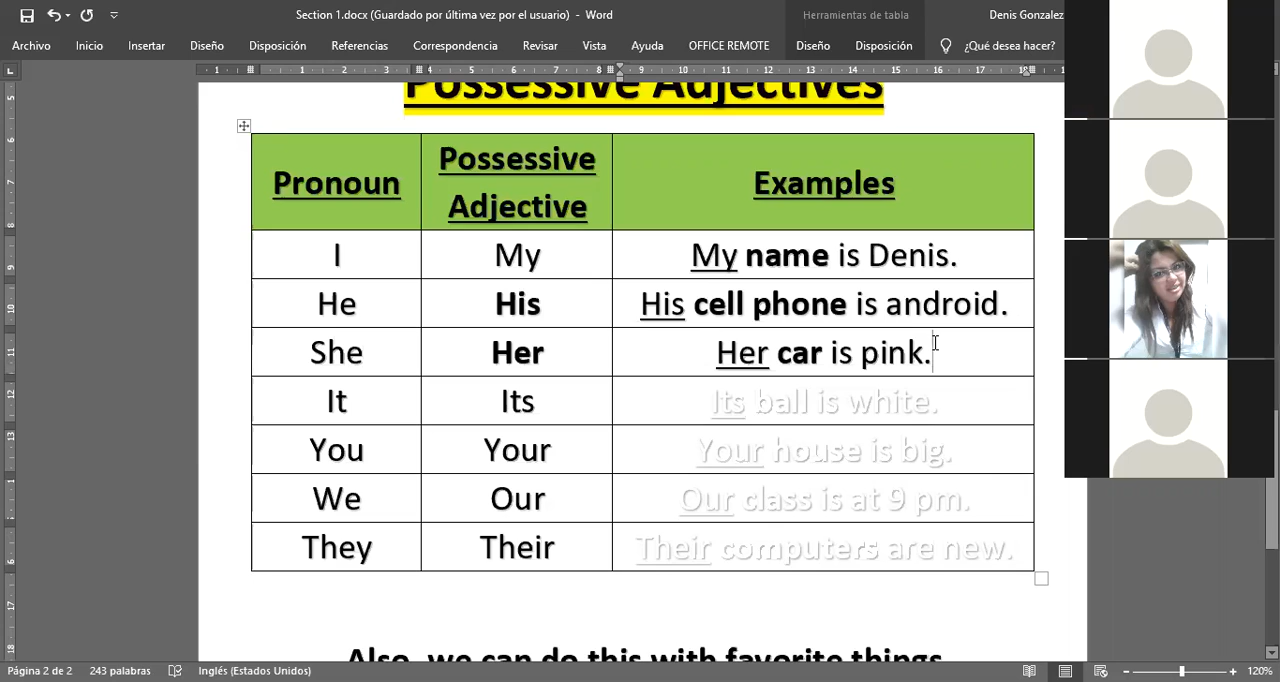 Section 1.docx (Guardado por última vez por el usuario) - Word
Herramientas de tabla
Denis Gonzalez
Archivo Inicio Insertar Diseño Disposición Referencias Correspondencia Revisar Vista Ayuda OFFICE REMOTE Diseño Disposición ¿Qué desea hacer?
Possessive Adjectives
Pronoun Possessive Adjective Examples
I My My name is Denis.
He His His cell phone is android.
She Her Her car is pink.
It Its Its ball is white.
You Your Your house is big.
We Our Our class is at 9 pm.
They Their Their computers are new.
Also, we can do this with favorite things
Página 2 de 2 243 palabras Inglés (Estados Unidos) 120%